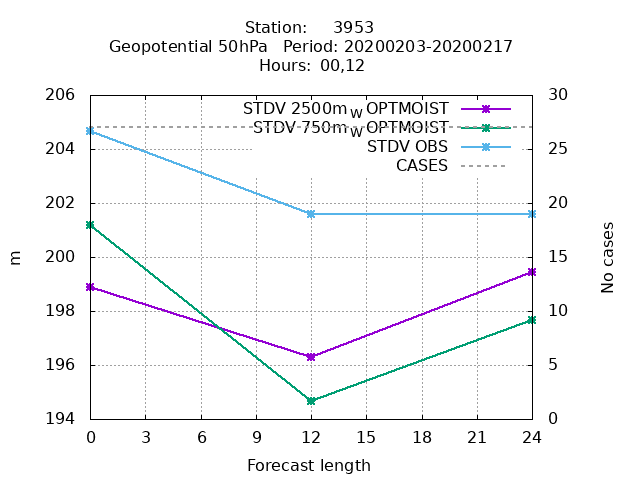 Station: 3953
Geopotential 50hPa Period: 20200203-20200217
Hours: 00,12
206
204
202
200
198
196
194
30
25
20
15
10
5
0
STDV 2500m W OPTMOIST
STDV 750m W OPTMOIST
STDV OBS
CASES
m
No cases
0 3 6 9 12 15 18 21 24
Forecast length